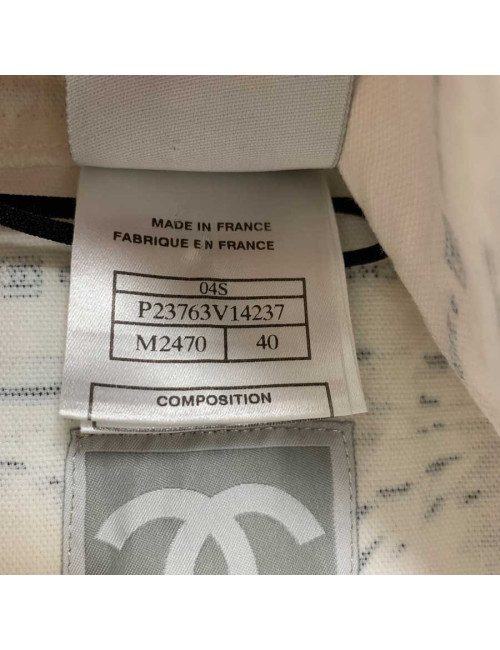 MADE IN FRANCE
FABRIQUE EN FRANCE
04S
P23763V14237
M2470 40
COMPOSITION